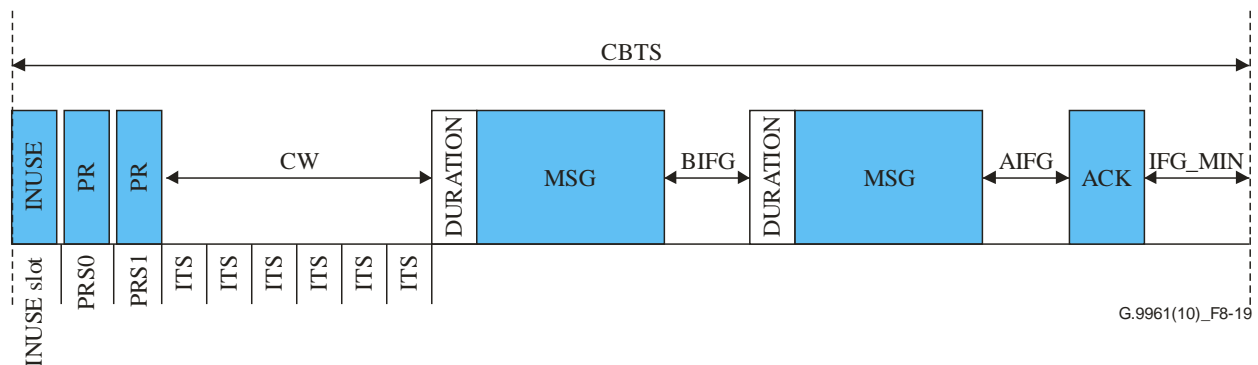 CBTS
INUSE
PR
PR
CW
DURATION
MSG
BIFG
DURATION
MSG
AIFG
ACK
IFG_MIN
INUSE slot
PRS0
PRS1
ITS
ITS
ITS
ITS
ITS
ITS
G.9961(10)_F8-19